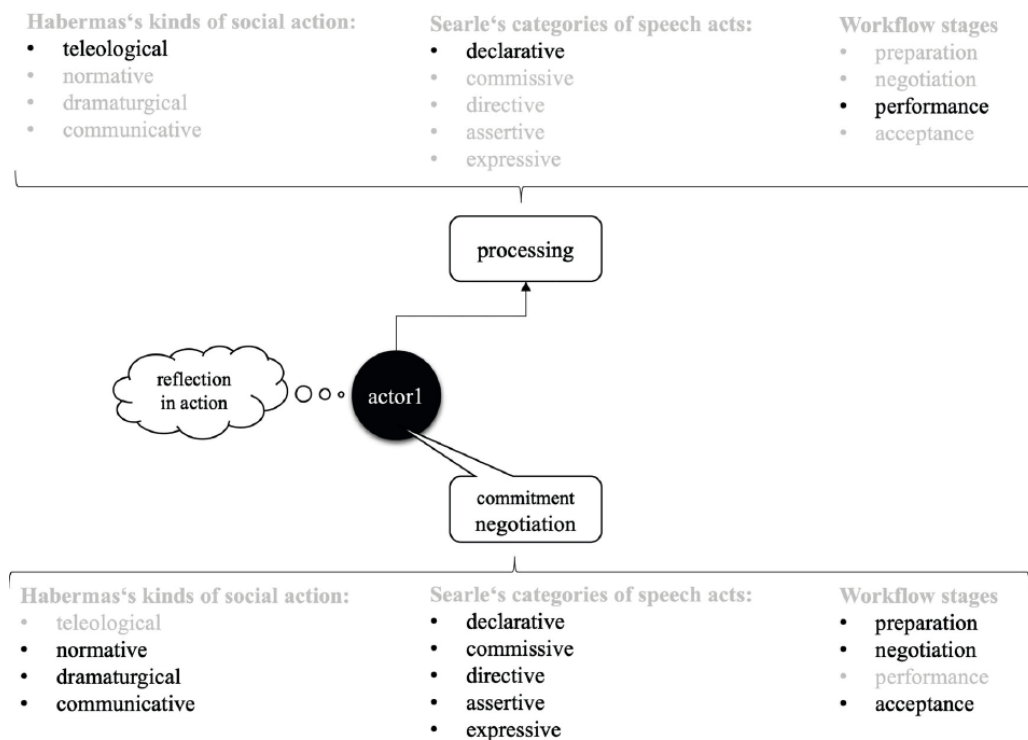 Habermas‘s kinds of social action:
• teleological
• normative
• dramaturgical
• communicative
Searle‘s categories of speech acts:
• declarative
• commissive
• directive
• assertive
• expressive
Workflow stages
• preparation
• negotiation
• performance
• acceptance
processing
reflection
in action
actor1
commitment
negotiation
Habermas‘s kinds of social action:
• teleological
• normative
• dramaturgical
• communicative
Searle‘s categories of speech acts:
• declarative
• commissive
• directive
• assertive
• expressive
Workflow stages
• preparation
• negotiation
• performance
• acceptance